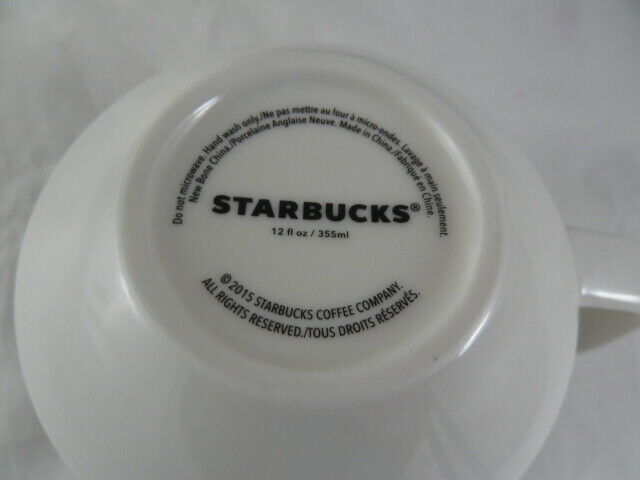 Do not microwave. Hand wash only./Ne pas mettre au four à micro-ondes. Lavage à main seulement.
New Bone China./Porcelaine Anglaise Neuve. Made in China./Fabriqué en Chine.
STARBUCKS®
12 fl oz / 355ml
© 2015 STARBUCKS COFFEE COMPANY.
ALL RIGHTS RESERVED./TOUS DROITS RÉSERVÉS.